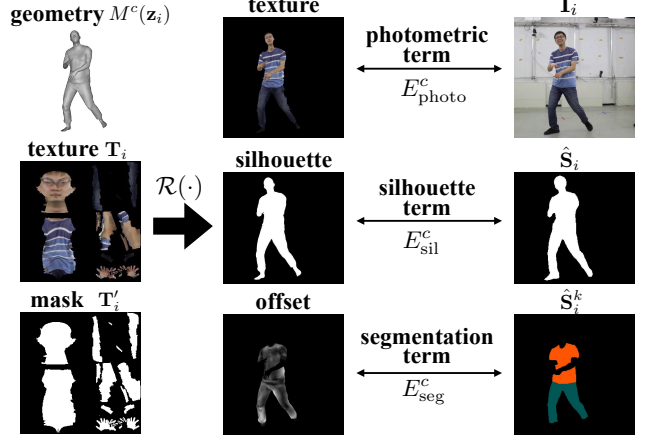 geometry M^c(z_i)
texture
I_i
photometric
term
E^c_photo
texture T_i
R(·)
silhouette
silhouette
term
E^c_sil
Ŝ_i
mask T′_i
offset
segmentation
term
E^c_seg
Ŝ^k_i